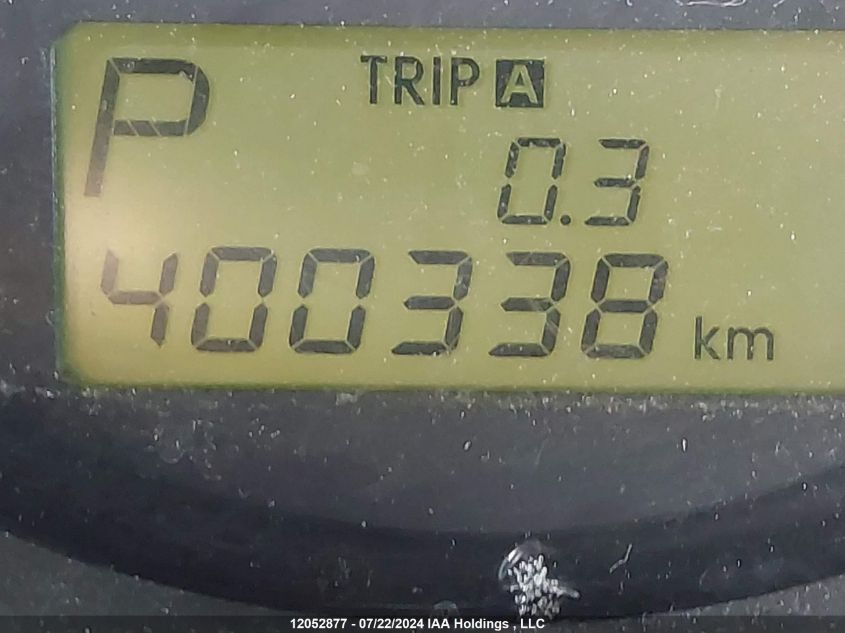 P TRIP A
0.3
400338 km
12052877 - 07/22/2024 IAA Holdings , LLC